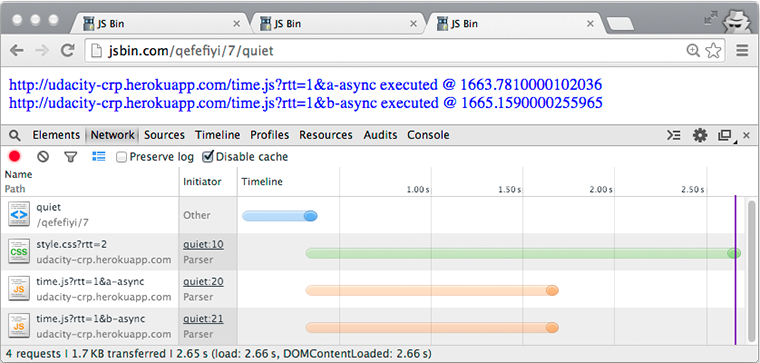 JS Bin
JS Bin
JS Bin
jsbin.com/qefefiyi/7/quiet
http://udacity-crp.herokuapp.com/time.js?rtt=1&a-async executed @ 1663.7810000102036
http://udacity-crp.herokuapp.com/time.js?rtt=1&b-async executed @ 1665.1590000255965
Elements Network Sources Timeline Profiles Resources Audits Console
Preserve log Disable cache
Name
Path
Initiator
Timeline
1.00 s 1.50 s 2.00 s 2.50 s
<>
quiet
/qefefiyi/7
Other
CSS
style.css?rtt=2
udacity-crp.herokuapp.com
quiet:10
Parser
JS
time.js?rtt=1&a-async
udacity-crp.herokuapp.com
quiet:20
Parser
JS
time.js?rtt=1&b-async
udacity-crp.herokuapp.com
quiet:21
Parser
4 requests | 1.7 KB transferred | 2.65 s (load: 2.66 s, DOMContentLoaded: 2.66 s)